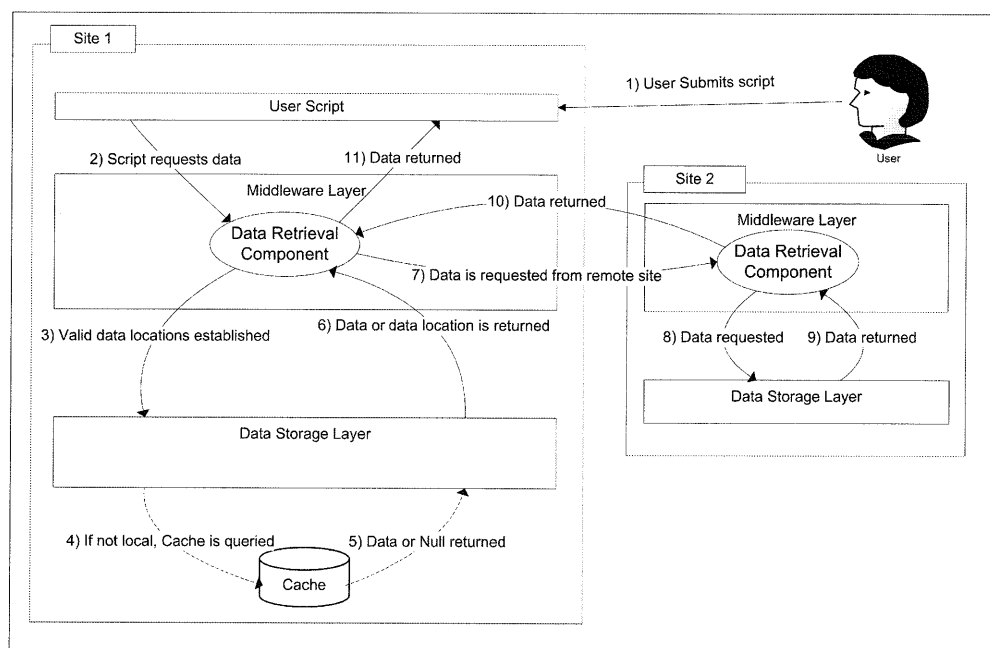 Site 1
1) User Submits script
User Script
User
2) Script requests data
11) Data returned
Site 2
Middleware Layer
10) Data returned
Middleware Layer
Data Retrieval
Component
Data Retrieval
Component
7) Data is requested from remote site
3) Valid data locations established
6) Data or data location is returned
8) Data requested
9) Data returned
Data Storage Layer
Data Storage Layer
4) If not local, Cache is queried
5) Data or Null returned
Cache